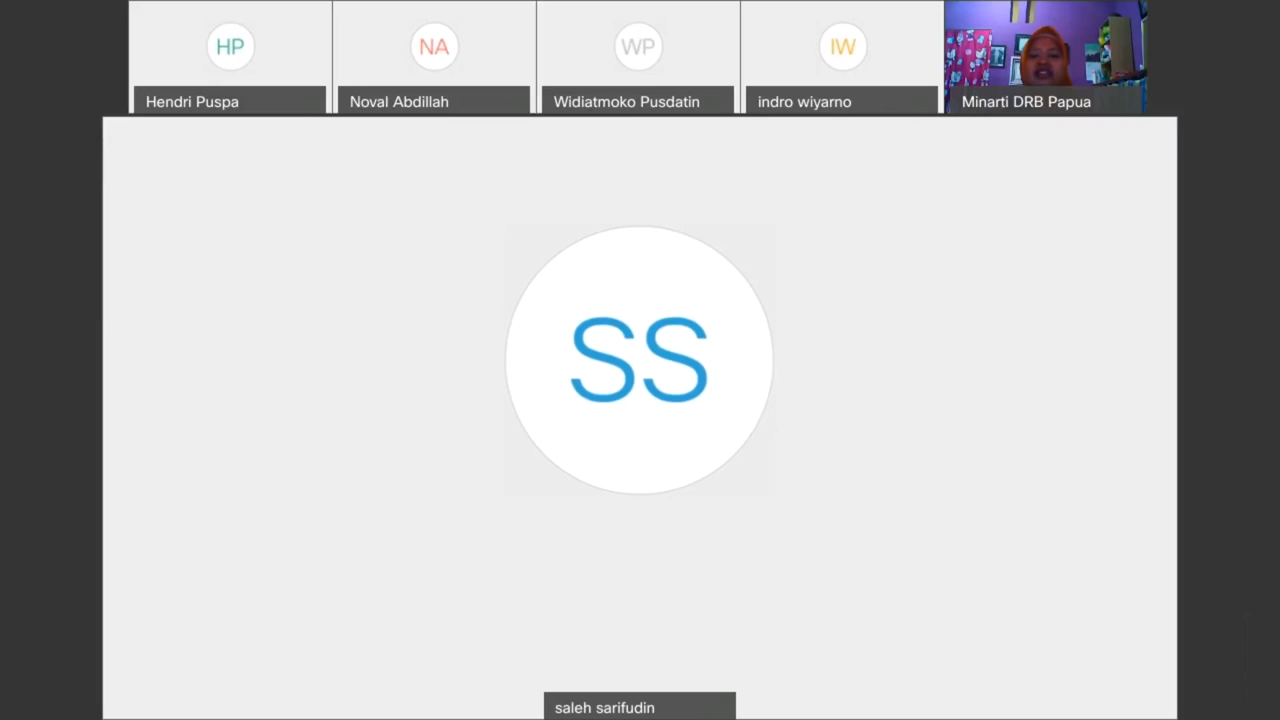 HP
NA
WP
IW
Hendri Puspa
Noval Abdillah
Widiatmoko Pusdatin
indro wiyarno
Minarti DRB Papua
SS
saleh sarifudin